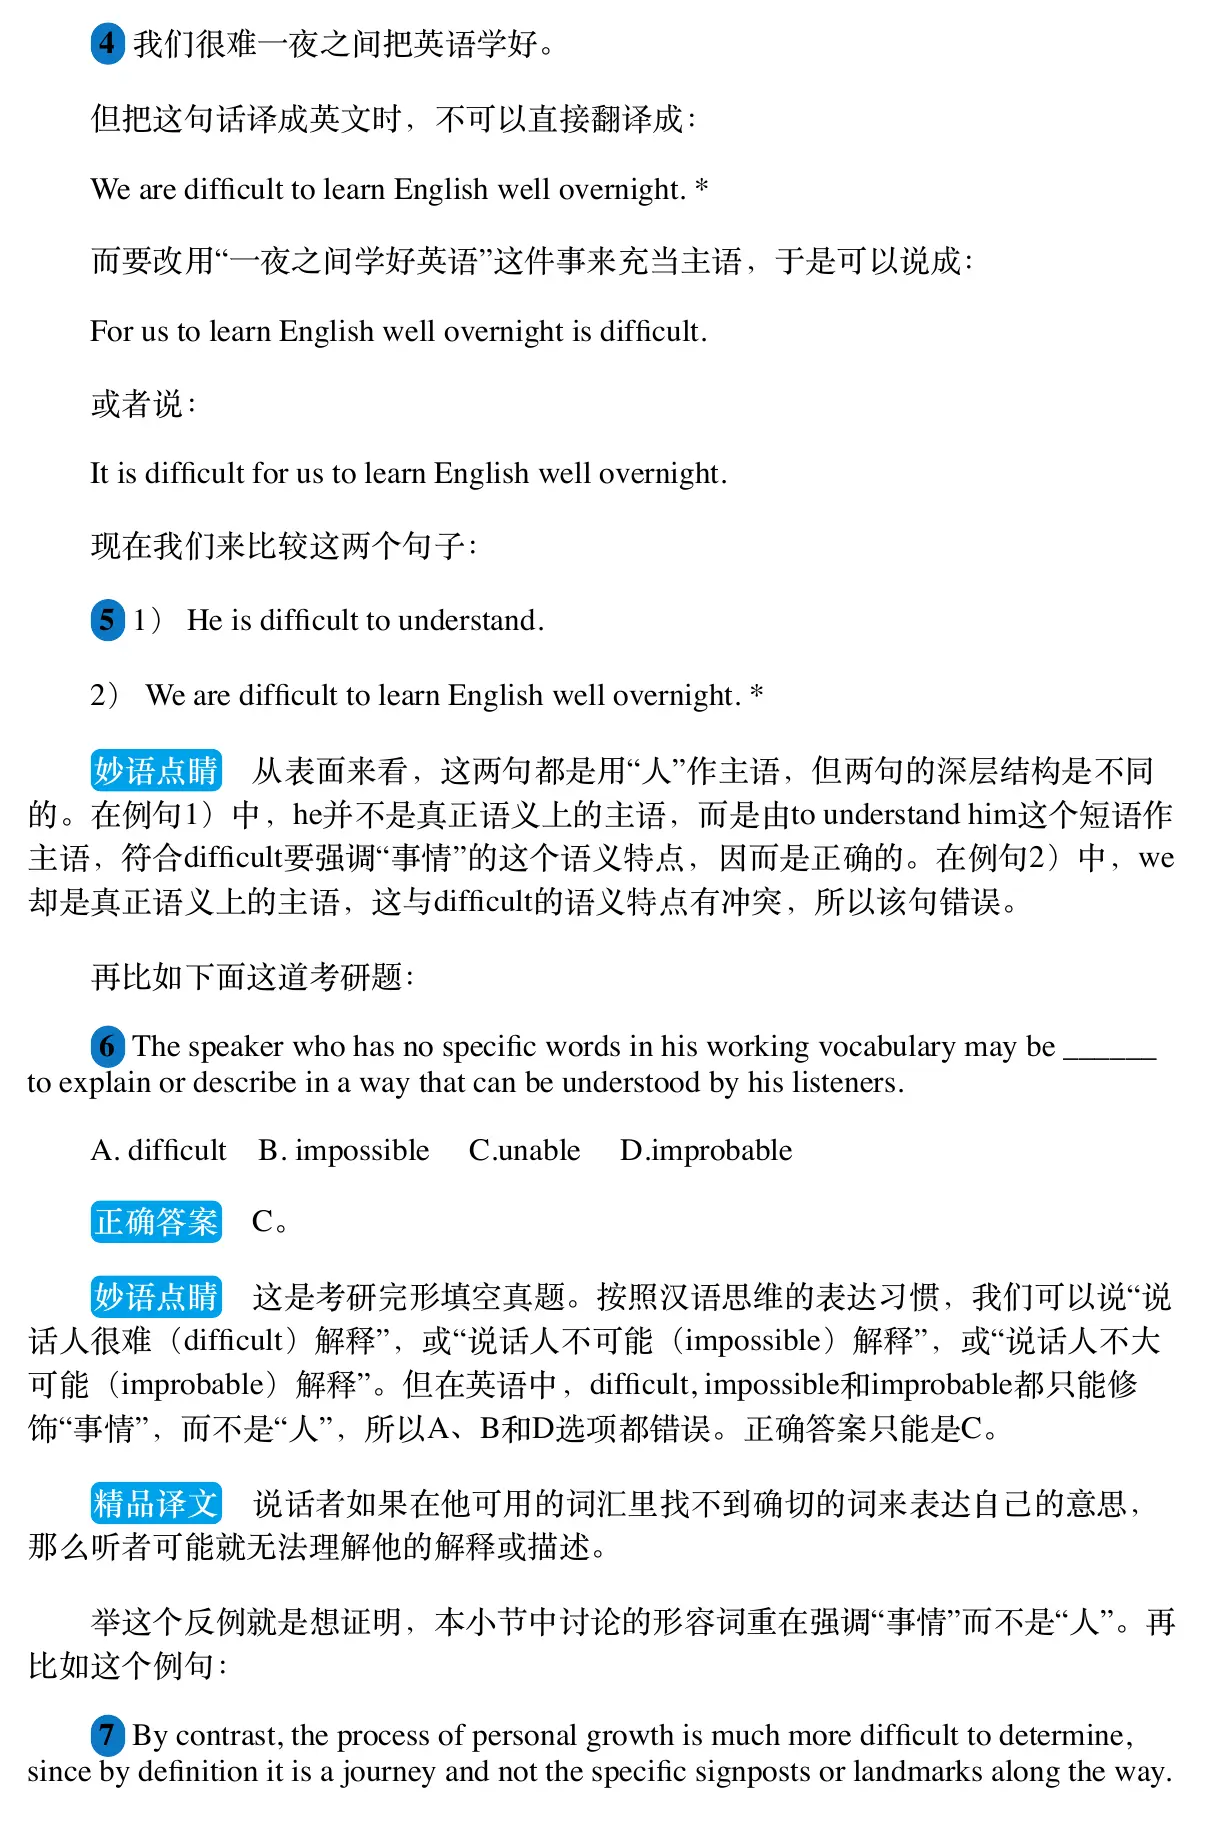 4 我们很难一夜之间把英语学好。
但把这句话译成英文时，不可以直接翻译成：
We are difficult to learn English well overnight. *
而要改用“一夜之间学好英语”这件事来充当主语，于是可以说成：
For us to learn English well overnight is difficult.
或者说：
It is difficult for us to learn English well overnight.
现在我们来比较这两个句子：
5 1） He is difficult to understand.
2） We are difficult to learn English well overnight. *
妙语点睛 从表面来看，这两句都是用“人”作主语，但两句的深层结构是不同
的。在例句1）中，he并不是真正语义上的主语，而是由to understand him这个短语作
主语，符合difficult要强调“事情”的这个语义特点，因而是正确的。在例句2）中，we
却是真正语义上的主语，这与difficult的语义特点有冲突，所以该句错误。
再比如下面这道考研题：
6 The speaker who has no specific words in his working vocabulary may be ______
to explain or describe in a way that can be understood by his listeners.
A. difficult B. impossible C.unable D.improbable
正确答案 C。
妙语点睛 这是考研完形填空真题。按照汉语思维的表达习惯，我们可以说“说
话人很难（difficult）解释”，或“说话人不可能（impossible）解释”，或“说话人不大
可能（improbable）解释”。但在英语中，difficult, impossible和improbable都只能修
饰“事情”，而不是“人”，所以A、B和D选项都错误。正确答案只能是C。
精品译文 说话者如果在他可用的词汇里找不到确切的词来表达自己的意思，
那么听者可能就无法理解他的解释或描述。
举这个反例就是想证明，本小节中讨论的形容词重在强调“事情”而不是“人”。再
比如这个例句：
7 By contrast, the process of personal growth is much more difficult to determine,
since by definition it is a journey and not the specific signposts or landmarks along the way.